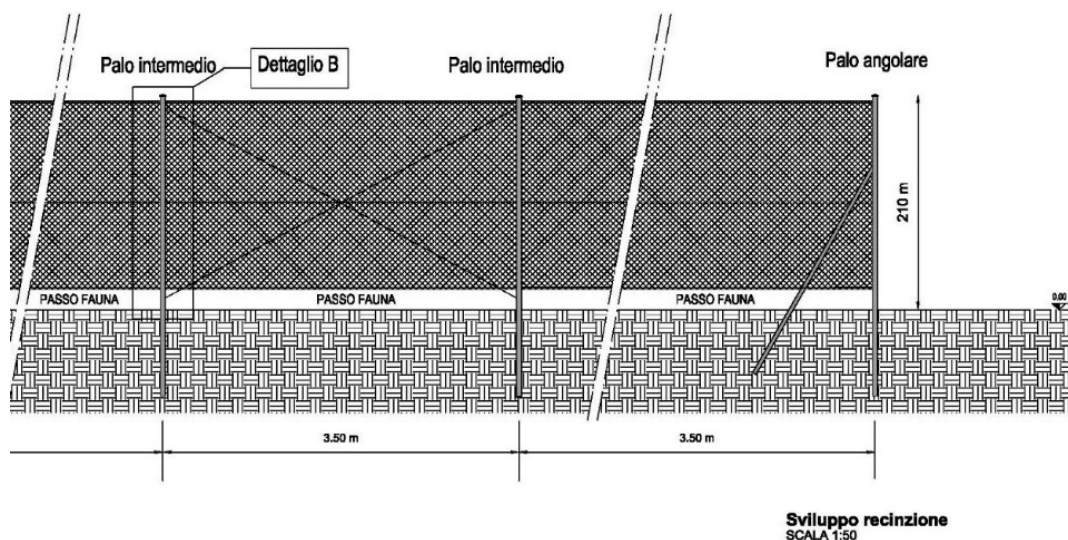 Palo intermedio
Dettaglio B
Palo intermedio
Palo angolare
210 m
PASSO FAUNA
PASSO FAUNA
PASSO FAUNA
0,00
3.50 m
3.50 m
Sviluppo recinzione
SCALA 1:50